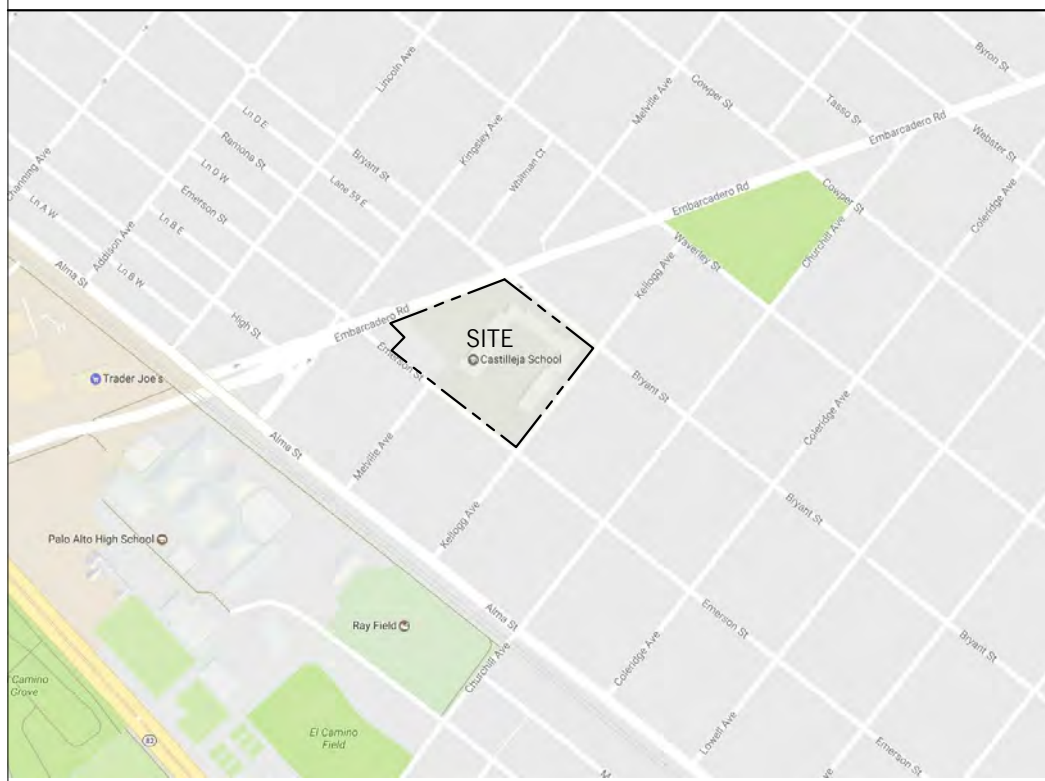 Byron St
Lincoln Ave
Cowper St
Melville Ave
Tasso St
Embarcadero Rd
Webster St
Ln D E
Kingsley Ave
Bryant St
Whitman Ct
Ramona St
Channing Ave
Ln D W
Lane 59 E
Emerson St
Embarcadero Rd
Cowper St
Coleridge Ave
Ln A W
Ln B E
Addison Ave
Churchill Ave
Waverley St
Alma St
Ln B W
Kellogg Ave
High St
Embarcadero Rd
SITE
Castilleja School
Emerson St
Trader Joe's
Bryant St
Coleridge Ave
Alma St
Melville Ave
Bryant St
Palo Alto High School
Kellogg Ave
Alma St
Emerson St
Ray Field
Bryant St
Churchill Ave
Coleridge Ave
El Camino
Grove
Lowell Ave
82
El Camino
Field
Emerson St
M
Ave